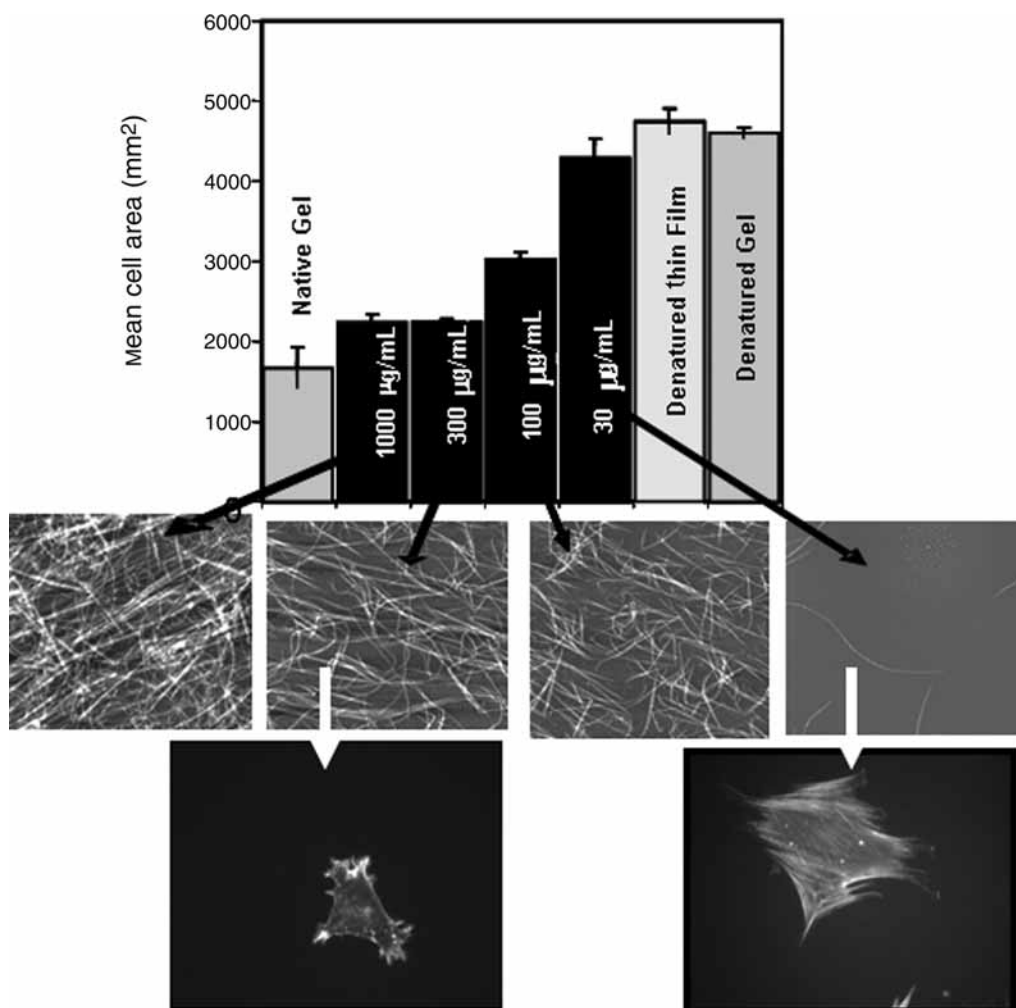 6000
5000
4000
3000
2000
1000
0
Mean cell area (mm²)
Native Gel
1000 µg/mL
300 µg/mL
100 µg/mL
30 µg/mL
Denatured thin Film
Denatured Gel